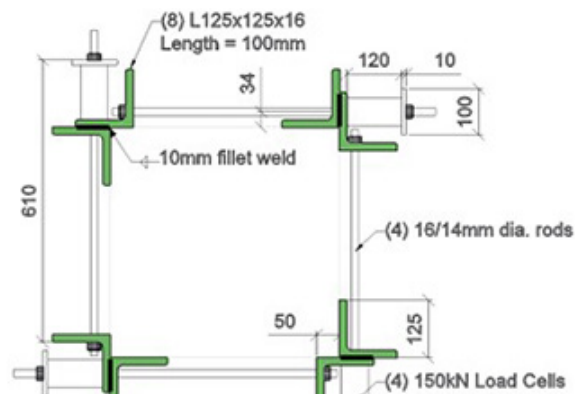 (8) L125x125x16
Length = 100mm
120
10
34
100
10mm fillet weld
610
(4) 16/14mm dia. rods
50
125
(4) 150kN Load Cells